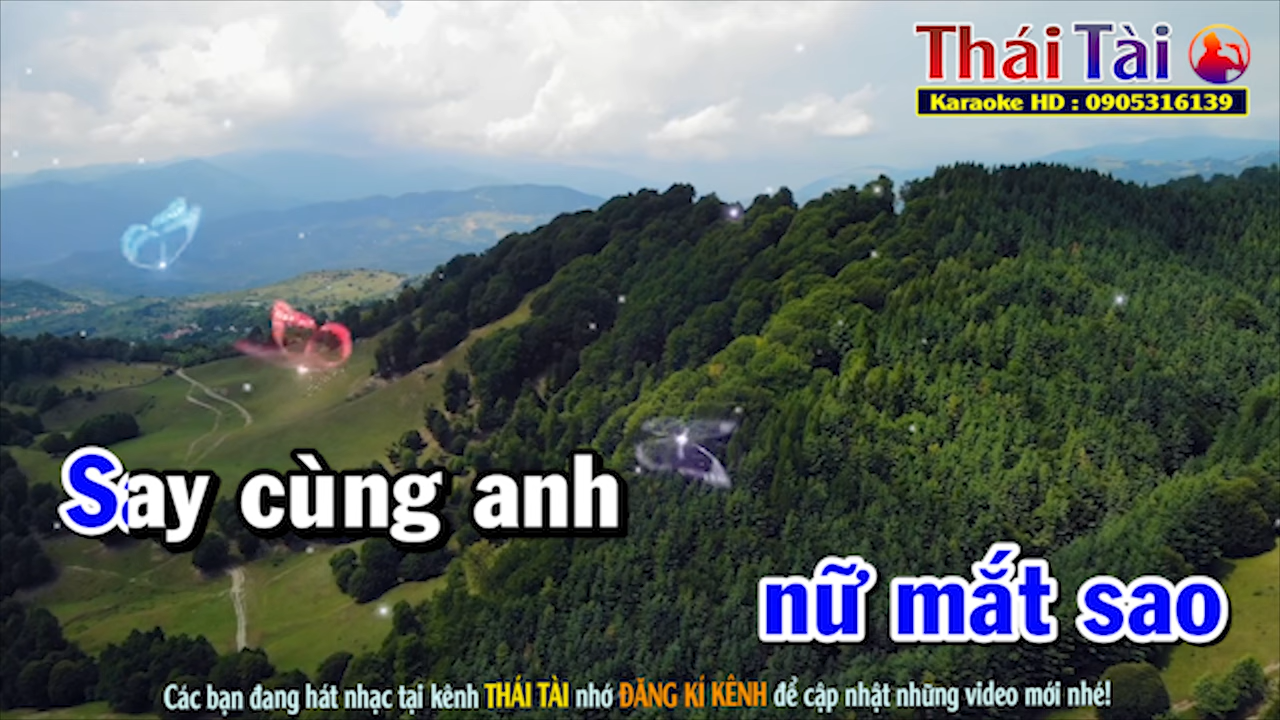 Thái Tài
Karaoke HD : 0905316139
Say cùng anh
nữ mắt sao
Các bạn đang hát nhạc tại kênh THÁI TÀI nhớ ĐĂNG KÍ KÊNH để cập nhật những video mới nhé!